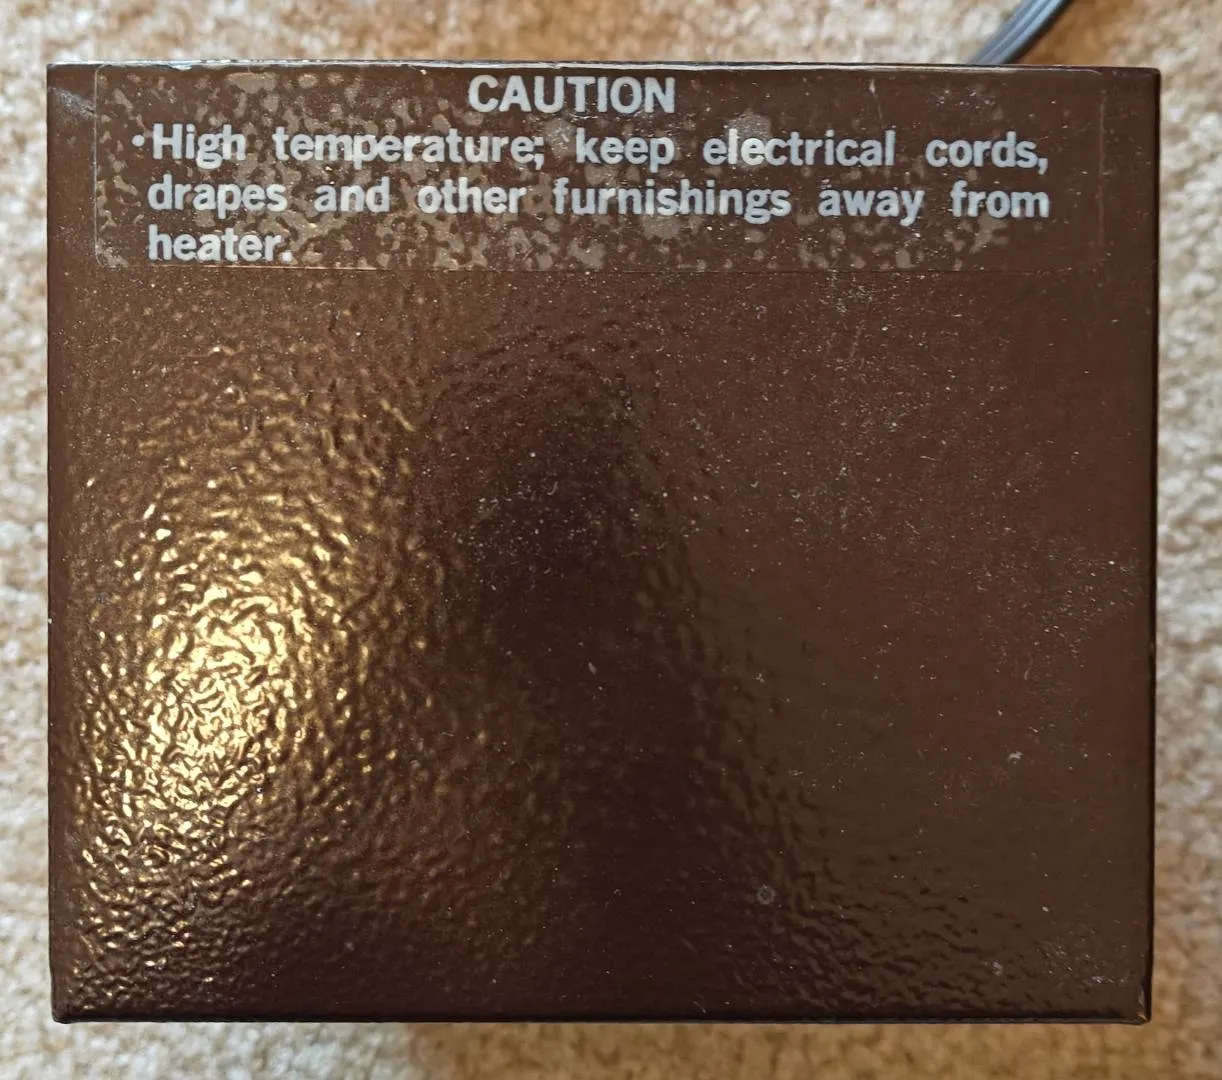 CAUTION
•High temperature; keep electrical cords,
drapes and other furnishings away from
heater.